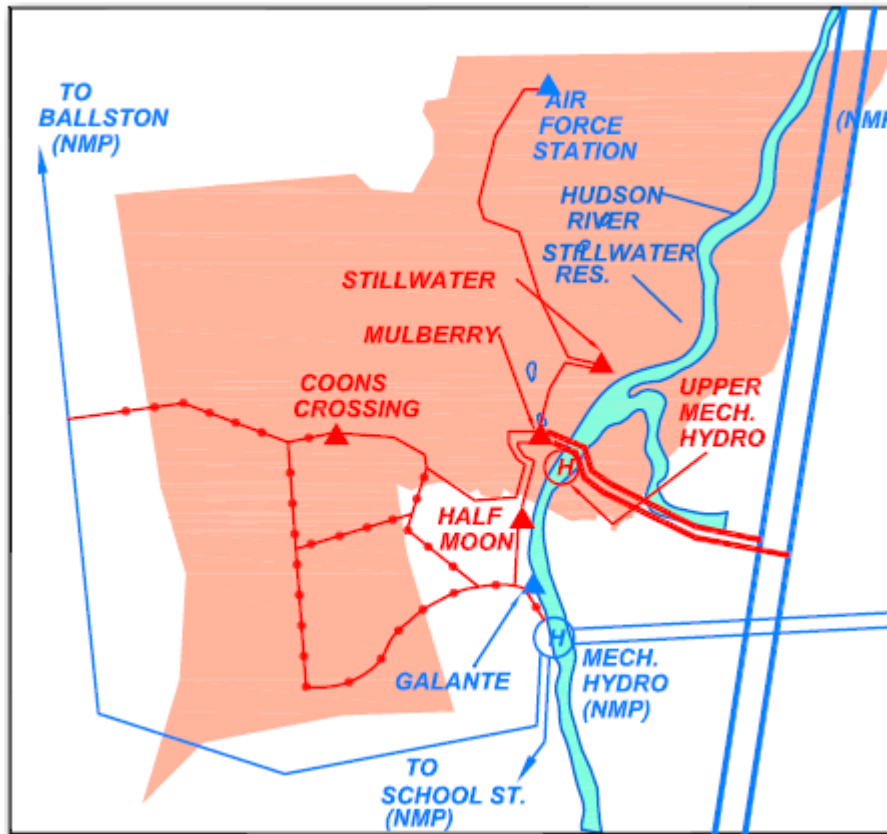 TO
BALLSTON
(NMP)
AIR
FORCE
STATION
(NMP)
HUDSON
RIVER
STILLWATER
RES.
STILLWATER
MULBERRY
COONS
CROSSING
UPPER
MECH.
HYDRO
H
HALF
MOON
H
GALANTE
MECH.
HYDRO
(NMP)
TO
SCHOOL ST.
(NMP)